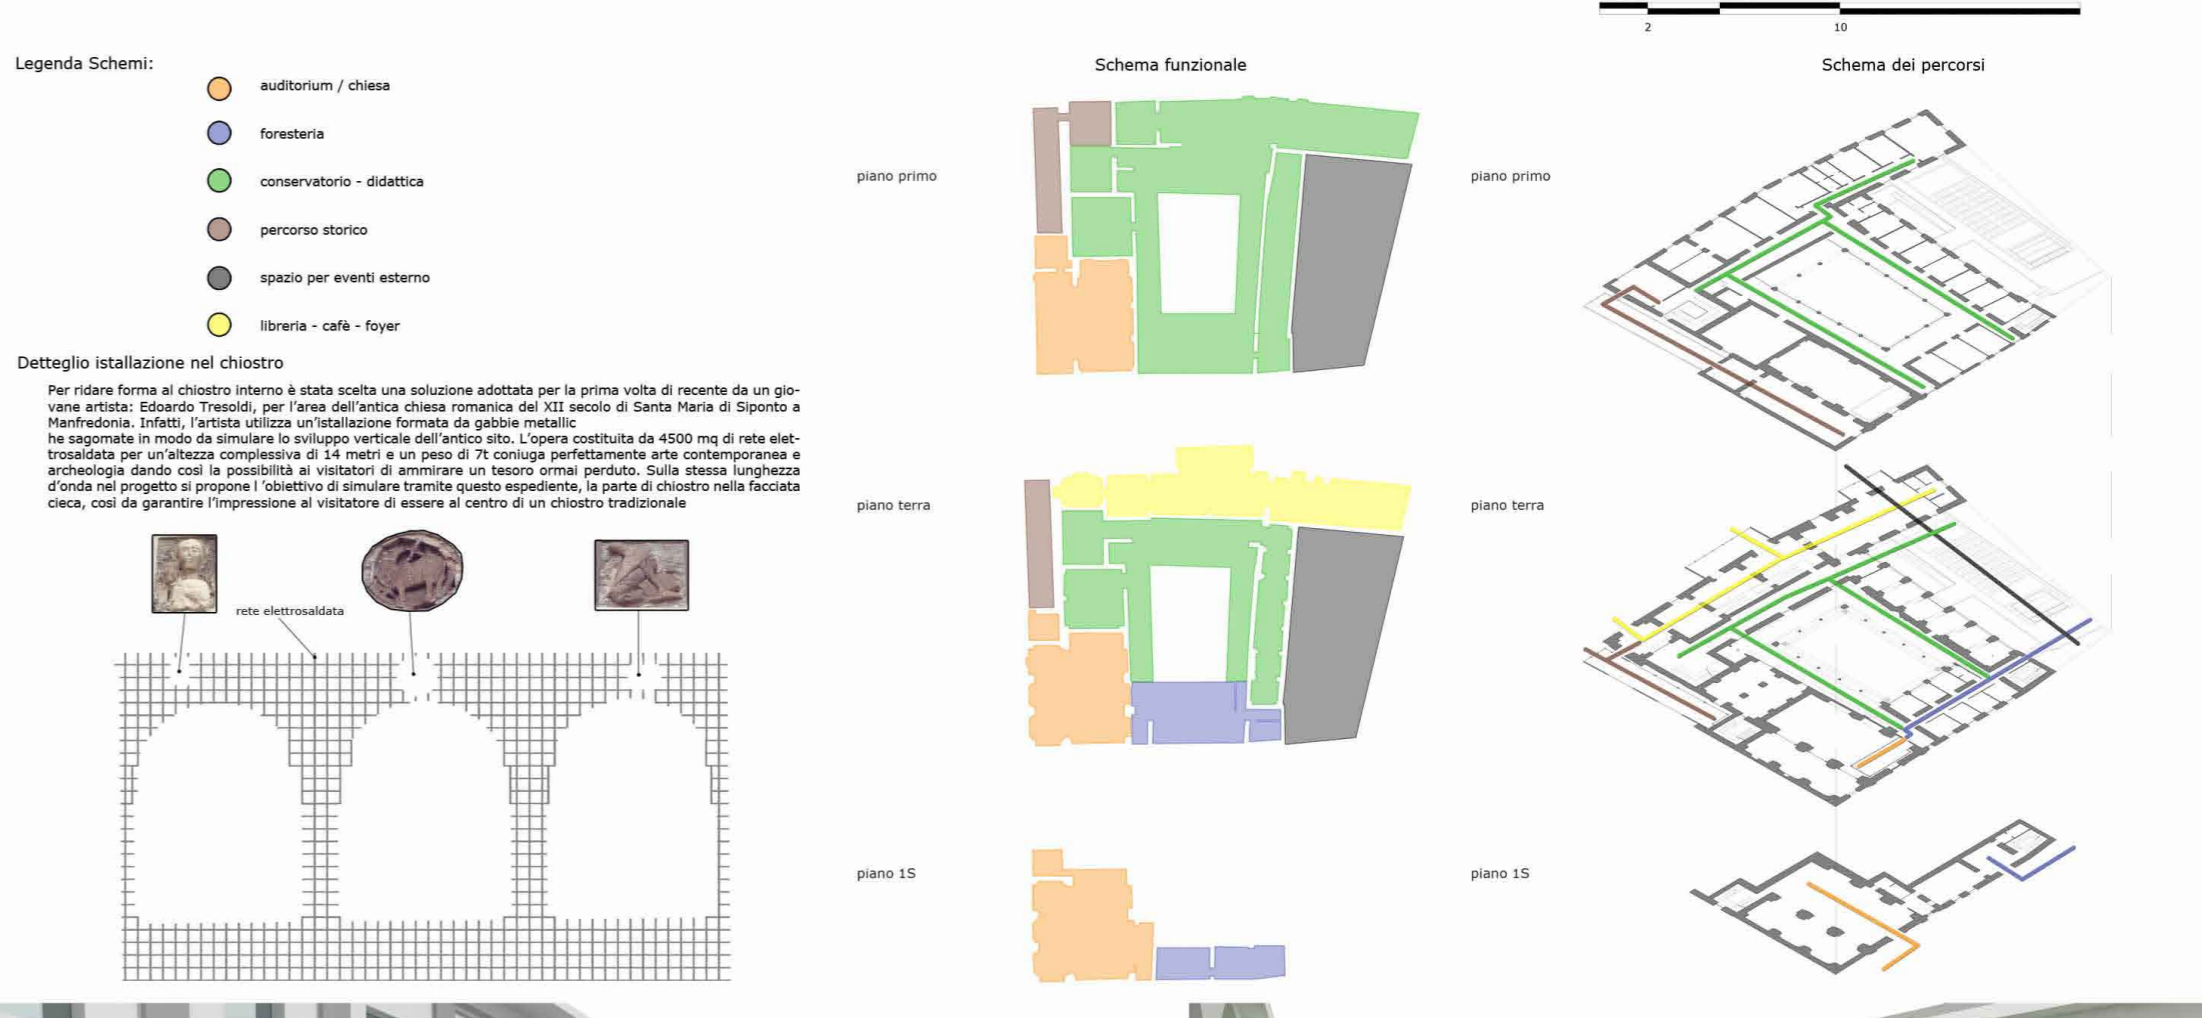 2 10
Legenda Schemi:
auditorium / chiesa
foresteria
conservatorio - didattica
percorso storico
spazio per eventi esterno
libreria - cafè - foyer
Detteglio istallazione nel chiostro
Per ridare forma al chiostro interno è stata scelta una soluzione adottata per la prima volta di recente da un gio-
vane artista: Edoardo Tresoldi, per l'area dell'antica chiesa romanica del XII secolo di Santa Maria di Siponto a
Manfredonia. Infatti, l'artista utilizza un'istallazione formata da gabbie metallic
he sagomate in modo da simulare lo sviluppo verticale dell'antico sito. L'opera costituita da 4500 mq di rete elet-
trosaldata per un'altezza complessiva di 14 metri e un peso di 7t coniuga perfettamente arte contemporanea e
archeologia dando così la possibilità ai visitatori di ammirare un tesoro ormai perduto. Sulla stessa lunghezza
d'onda nel progetto si propone l 'obiettivo di simulare tramite questo espediente, la parte di chiostro nella facciata
cieca, così da garantire l'impressione al visitatore di essere al centro di un chiostro tradizionale
rete elettrosaldata
Schema funzionale
piano primo
piano terra
piano 1S
Schema dei percorsi
piano primo
piano terra
piano 1S